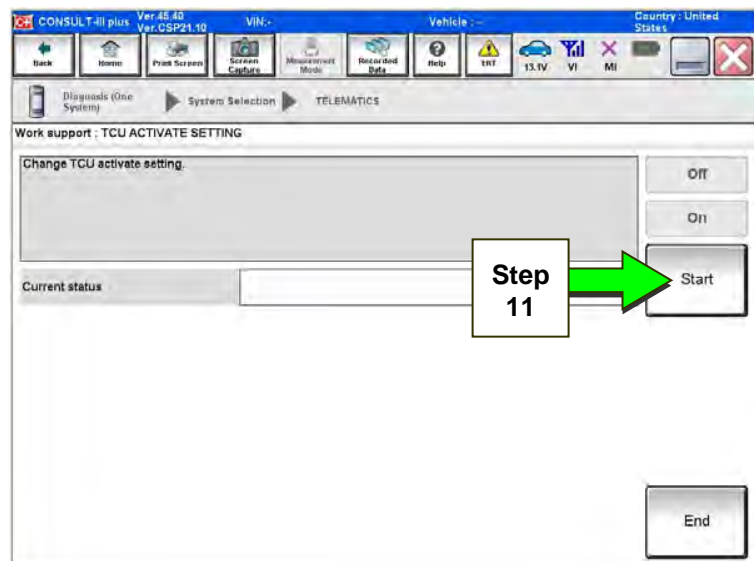 C+ CONSULT-III plus Ver.45.40 Ver.CSP21.10 VIN:- Vehicle : - Country : United States
Back Home Print Screen Screen Capture Measurement Mode Recorded Data Help ERT 13.1V VI MI
Diagnosis (One System) System Selection TELEMATICS
Work support : TCU ACTIVATE SETTING
Change TCU activate setting.
Off
On
Current status
Step
11
Start
End